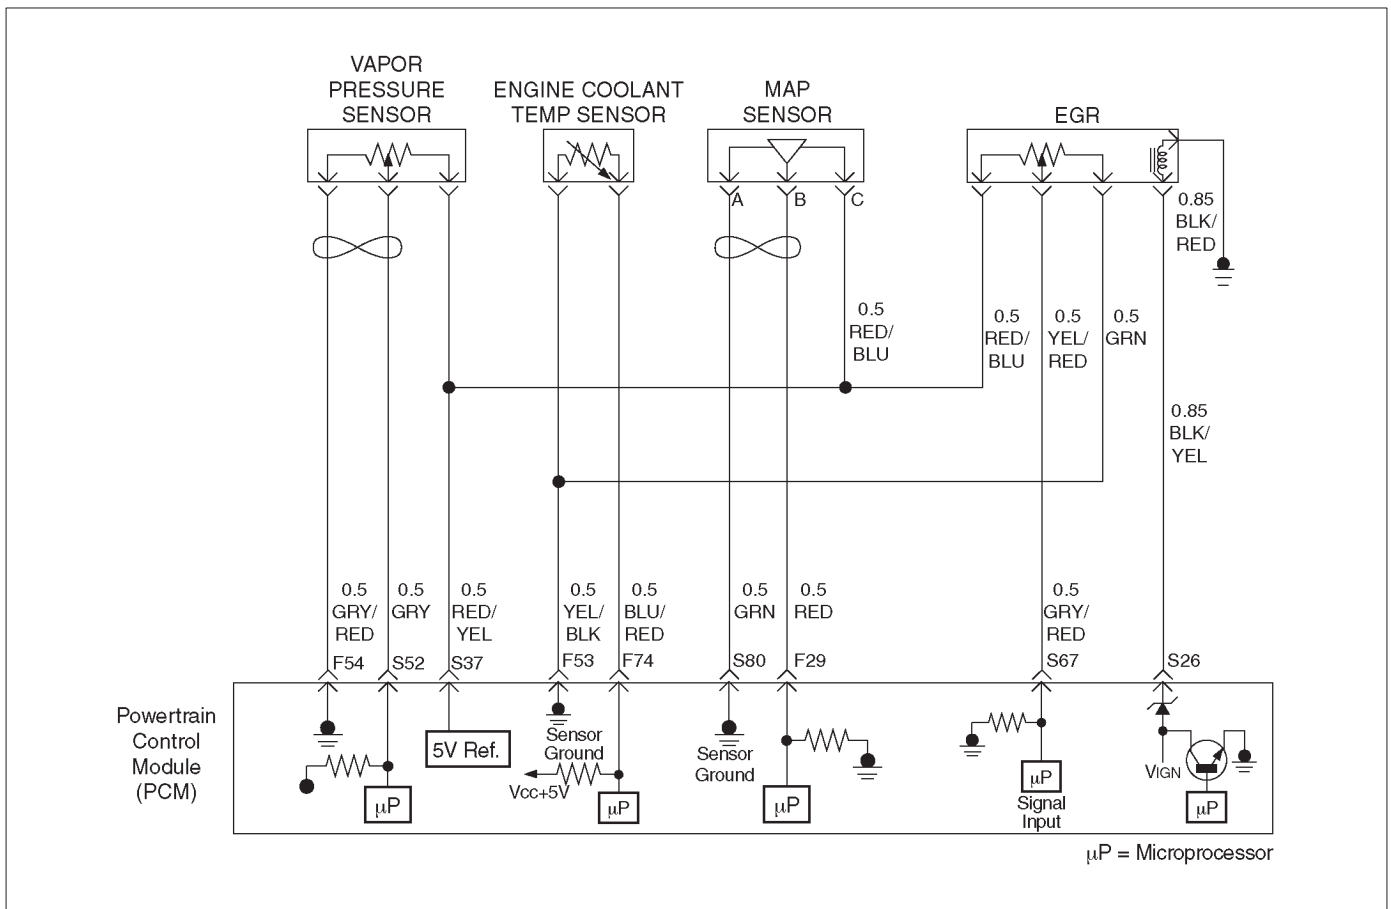 VAPOR
PRESSURE
SENSOR
ENGINE COOLANT
TEMP SENSOR
MAP
SENSOR
EGR
A
B
C
0.85
BLK/
RED
0.5
RED/
BLU
0.5
RED/
BLU
0.5
YEL/
RED
0.5
GRN
0.85
BLK/
YEL
0.5
GRY/
RED
0.5
GRY
0.5
RED/
YEL
0.5
YEL/
BLK
0.5
BLU/
RED
0.5
GRN
0.5
RED
0.5
GRY/
RED
F54
S52
S37
F53
F74
S80
F29
S67
S26
Powertrain
Control
Module
(PCM)
5V Ref.
Sensor
Ground
Vcc+5V
Sensor
Ground
μP
μP
μP
μP
Signal
Input
VIGN
μP
μP = Microprocessor